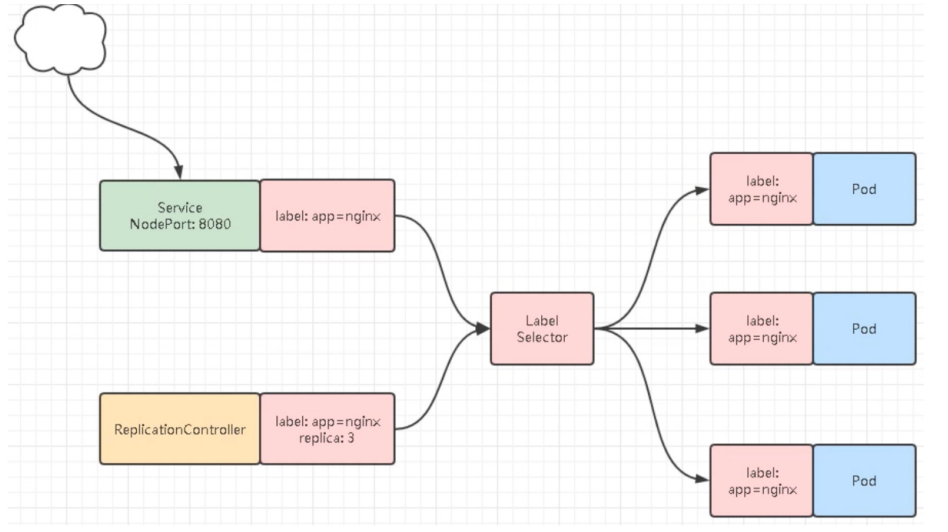 Service
NodePort: 8080
label: app=nginx
ReplicationController
label: app=nginx
replica: 3
Label
Selector
label:
app=nginx
Pod
label:
app=nginx
Pod
label:
app=nginx
Pod